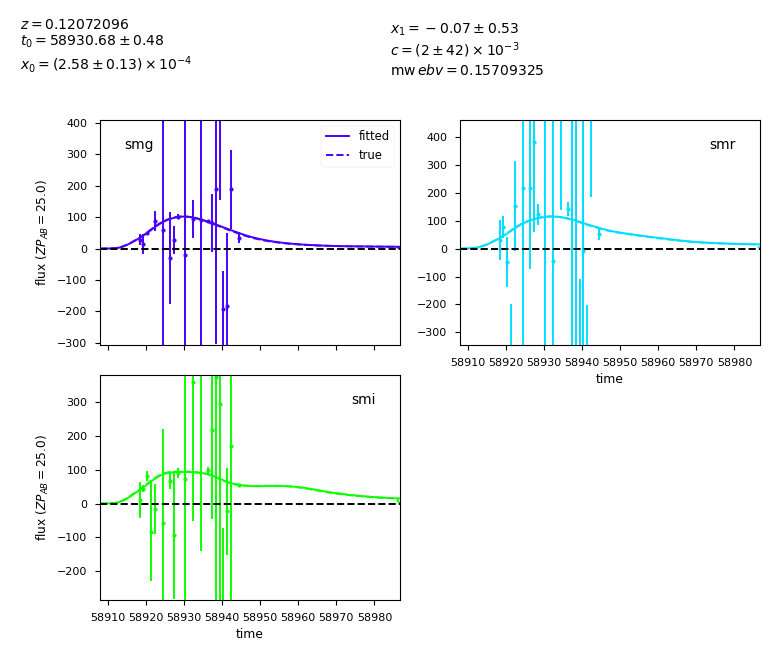 z = 0.12072096
t₀ = 58930.68 ± 0.48
x₀ = (2.58 ± 0.13) × 10⁻⁴
x₁ = −0.07 ± 0.53
c = (2 ± 42) × 10⁻³
mw ebv = 0.15709325
smg
fitted
true
400
300
200
100
0
−100
−200
−300
flux (ZP_AB = 25.0)
smr
400
300
200
100
0
−100
−200
−300
58910 58920 58930 58940 58950 58960 58970 58980
time
smi
300
200
100
0
−100
−200
flux (ZP_AB = 25.0)
58910 58920 58930 58940 58950 58960 58970 58980
time